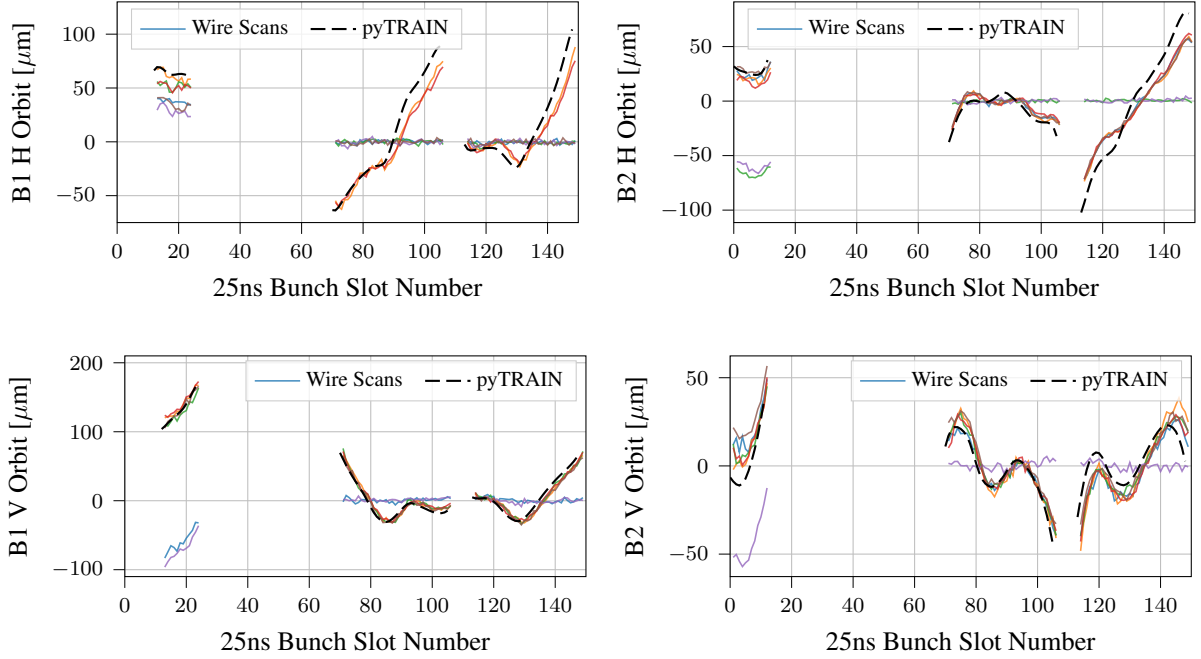 B1 H Orbit [μm]
100
50
0
−50
Wire Scans
pyTRAIN
0 20 40 60 80 100 120 140
25ns Bunch Slot Number
B2 H Orbit [μm]
50
0
−50
−100
Wire Scans
pyTRAIN
0 20 40 60 80 100 120 140
25ns Bunch Slot Number
B1 V Orbit [μm]
200
100
0
−100
Wire Scans
pyTRAIN
0 20 40 60 80 100 120 140
25ns Bunch Slot Number
B2 V Orbit [μm]
50
0
−50
Wire Scans
pyTRAIN
0 20 40 60 80 100 120 140
25ns Bunch Slot Number